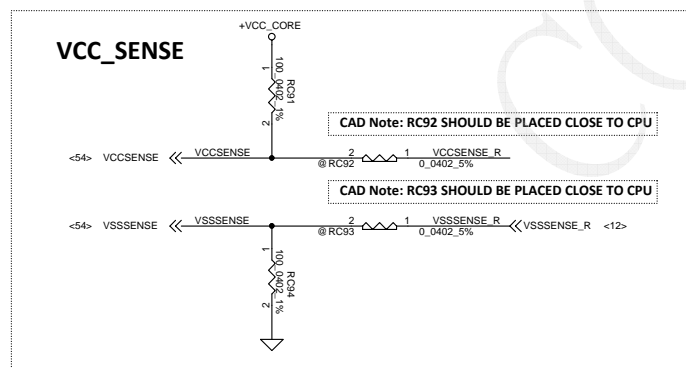 +VCC_CORE
VCC_SENSE
1
100_0402_1%
RC91
2
CAD Note: RC92 SHOULD BE PLACED CLOSE TO CPU
<54> VCCSENSE VCCSENSE 2 1 VCCSENSE_R
@RC92 0_0402_5%
CAD Note: RC93 SHOULD BE PLACED CLOSE TO CPU
<54> VSSSENSE VSSSENSE 2 1 VSSSENSE_R VSSSENSE_R <12>
@RC93 0_0402_5%
1
100_0402_1%
RC94
2